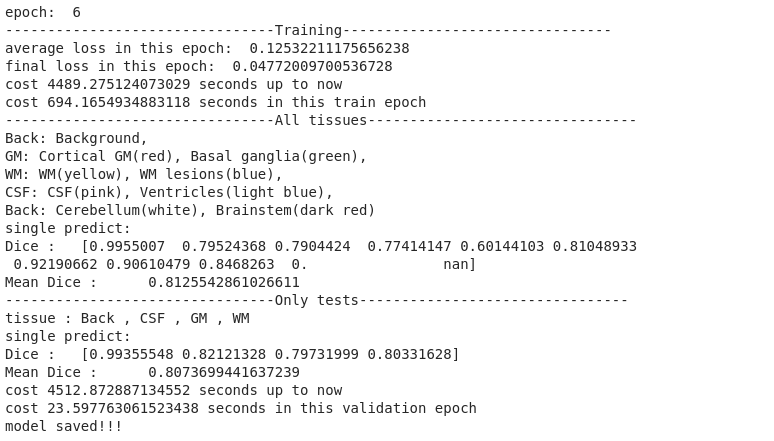 epoch:  6
--------------------------------Training--------------------------------
average loss in this epoch:  0.12532211175656238
final loss in this epoch:  0.04772009700536728
cost 4489.275124073029 seconds up to now
cost 694.1654934883118 seconds in this train epoch
--------------------------------All tissues--------------------------------
Back: Background,
GM: Cortical GM(red), Basal ganglia(green),
WM: WM(yellow), WM lesions(blue),
CSF: CSF(pink), Ventricles(light blue),
Back: Cerebellum(white), Brainstem(dark red)
single predict:
Dice :   [0.9955007  0.79524368 0.7904424  0.77414147 0.60144103 0.81048933
 0.92190662 0.90610479 0.8468263  0.                nan]
Mean Dice :      0.8125542861026611
--------------------------------Only tests--------------------------------
tissue : Back , CSF , GM , WM
single predict:
Dice :   [0.99355548 0.82121328 0.79731999 0.80331628]
Mean Dice :      0.8073699441637239
cost 4512.872887134552 seconds up to now
cost 23.597763061523438 seconds in this validation epoch
model saved!!!